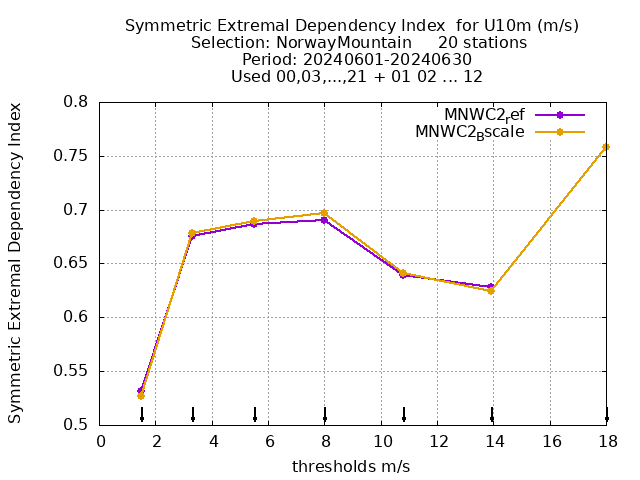 Symmetric Extremal Dependency Index  for U10m (m/s)
Selection: NorwayMountain     20 stations
Period: 20240601-20240630
Used 00,03,...,21 + 01 02 ... 12
MNWC2ref
MNWC2Bscale
Symmetric Extremal Dependency Index
0.8
0.75
0.7
0.65
0.6
0.55
0.5
0 2 4 6 8 10 12 14 16 18
thresholds m/s